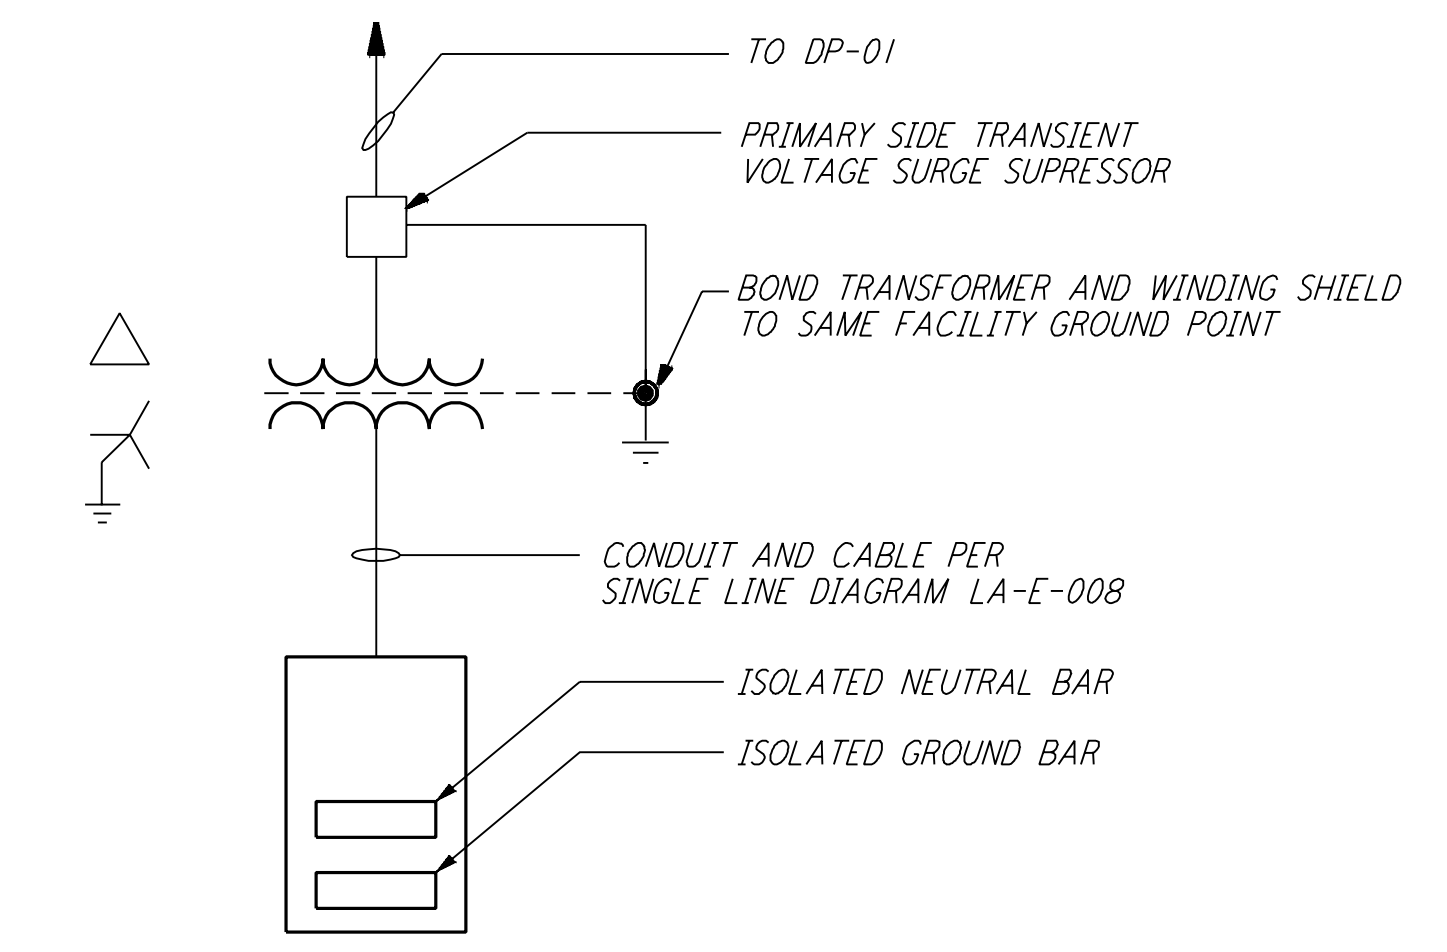 TO DP-01
PRIMARY SIDE TRANSIENT
VOLTAGE SURGE SUPRESSOR
BOND TRANSFORMER AND WINDING SHIELD
TO SAME FACILITY GROUND POINT
CONDUIT AND CABLE PER
SINGLE LINE DIAGRAM LA-E-008
ISOLATED NEUTRAL BAR
ISOLATED GROUND BAR